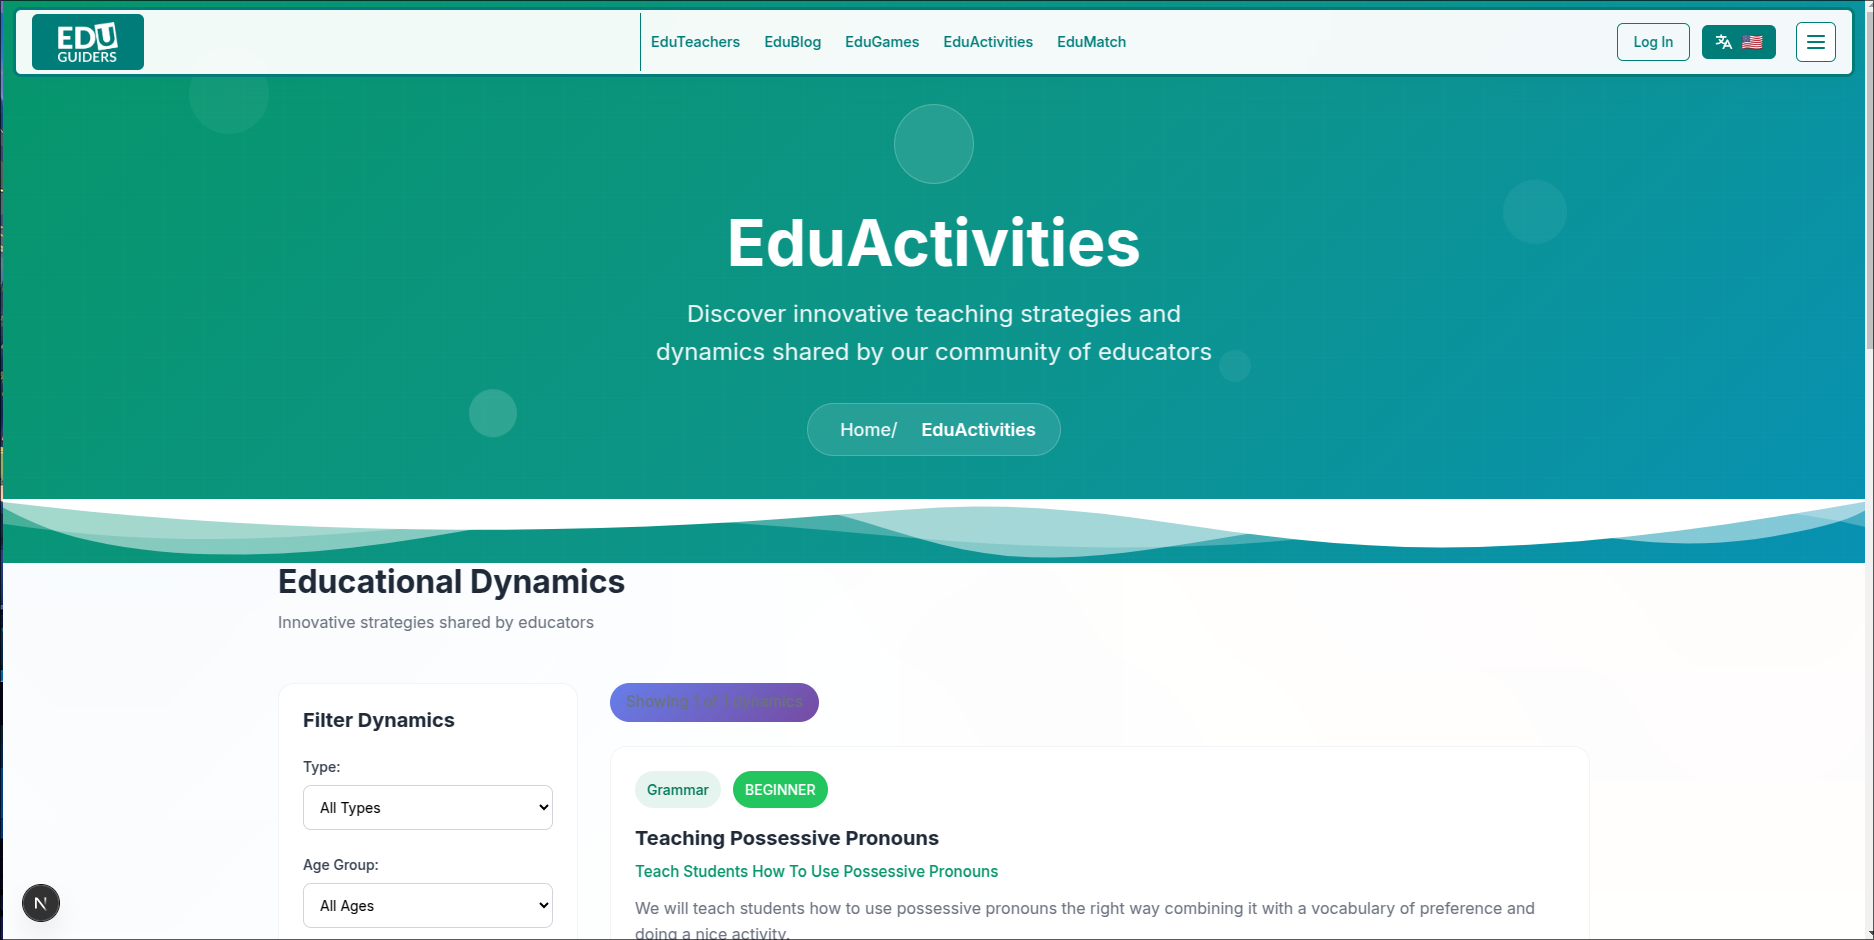 EDU
GUIDERS
EduTeachers EduBlog EduGames EduActivities EduMatch
Log In
EduActivities
Discover innovative teaching strategies and
dynamics shared by our community of educators
Home/ EduActivities
Educational Dynamics
Innovative strategies shared by educators
Filter Dynamics
Type:
All Types
Age Group:
All Ages
Showing 1 of 1 dynamics
Grammar BEGINNER
Teaching Possessive Pronouns
Teach Students How To Use Possessive Pronouns
We will teach students how to use possessive pronouns the right way combining it with a vocabulary of preference and
doing a nice activity.
N